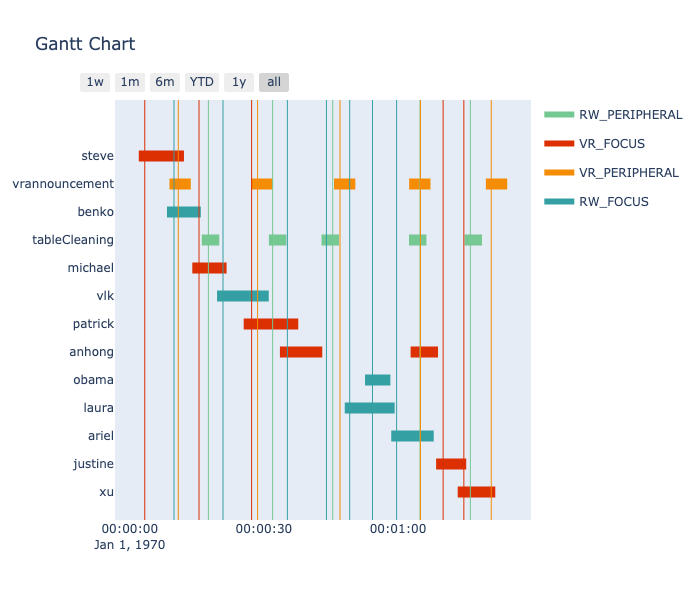 Gantt Chart
1w 1m 6m YTD 1y all
RW_PERIPHERAL
VR_FOCUS
VR_PERIPHERAL
RW_FOCUS
steve
vrannouncement
benko
tableCleaning
michael
vlk
patrick
anhong
obama
laura
ariel
justine
xu
00:00:00 00:00:30 00:01:00
Jan 1, 1970